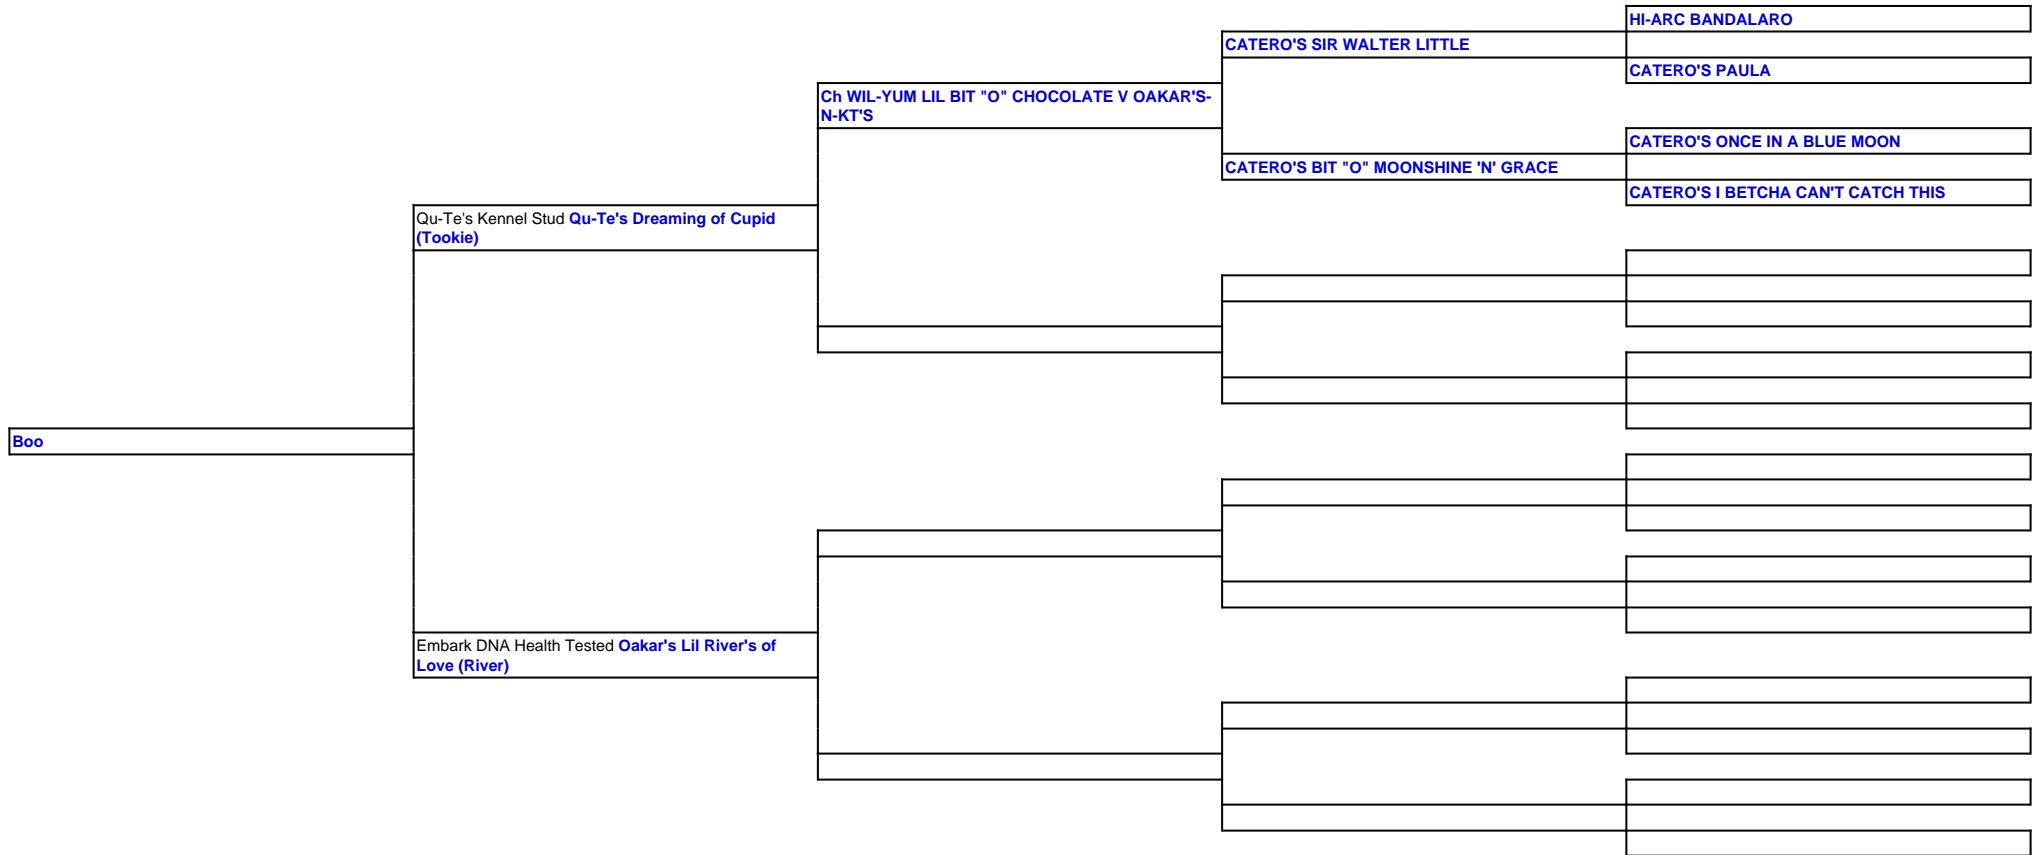 HI-ARC BANDALARO
CATERO'S SIR WALTER LITTLE
CATERO'S PAULA
Ch WIL-YUM LIL BIT "O" CHOCOLATE V OAKAR'S-
N-KT'S
CATERO'S ONCE IN A BLUE MOON
CATERO'S BIT "O" MOONSHINE 'N' GRACE
CATERO'S I BETCHA CAN'T CATCH THIS
Qu-Te's Kennel Stud Qu-Te's Dreaming of Cupid
(Tookie)
Boo
Embark DNA Health Tested Oakar's Lil River's of
Love (River)